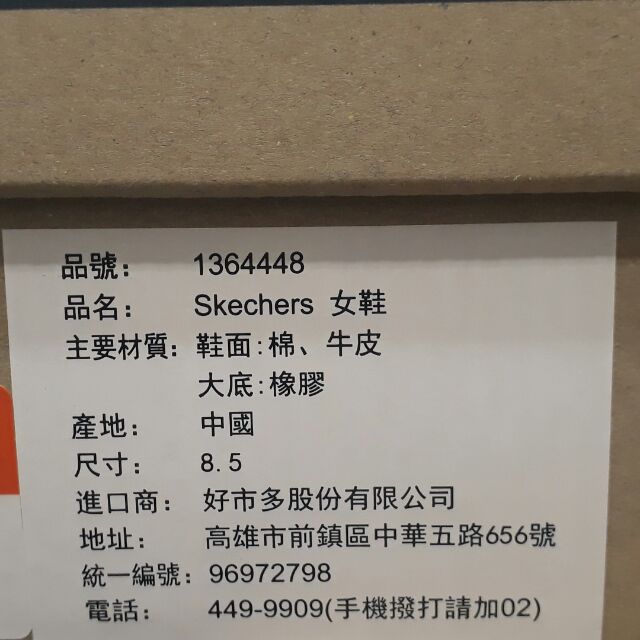 品號： 1364448
品名： Skechers 女鞋
主要材質：鞋面:棉、牛皮
大底:橡膠
產地： 中國
尺寸： 8.5
進口商： 好市多股份有限公司
地址： 高雄市前鎮區中華五路656號
統一編號：96972798
電話： 449-9909(手機撥打請加02)